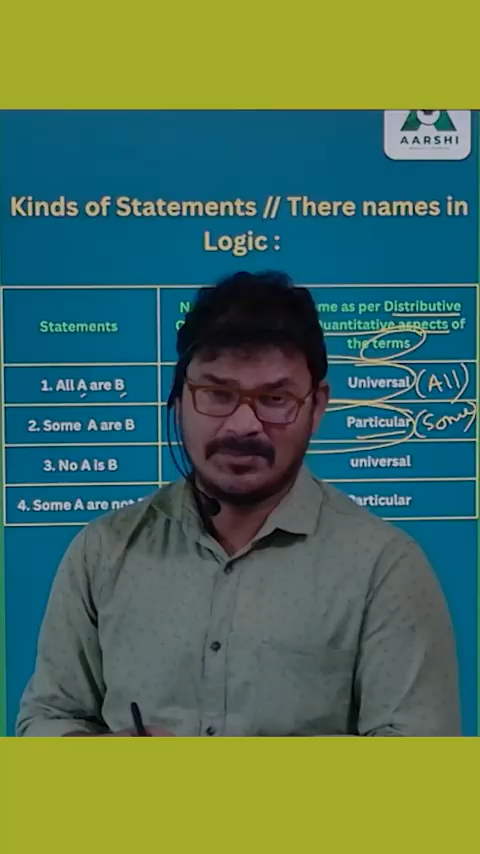 AARSHI
Kinds of Statements // There names in
Logic :
Statements
me as per Distributive
uantitative aspects of
the terms
1. All A are B
Universal (All)
2. Some A are B
Particular (Some
3. No A is B
universal
4. Some A are not
Particular